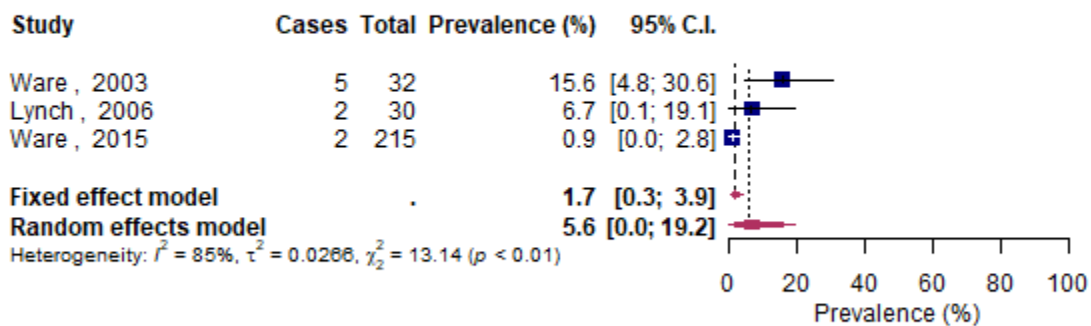 Study Cases Total Prevalence (%) 95% C.I.
Ware , 2003 5 32 15.6 [4.8; 30.6]
Lynch , 2006 2 30 6.7 [0.1; 19.1]
Ware , 2015 2 215 0.9 [0.0; 2.8]
Fixed effect model . 1.7 [0.3; 3.9]
Random effects model 5.6 [0.0; 19.2]
Heterogeneity: I² = 85%, τ² = 0.0266, χ²₂ = 13.14 (p < 0.01)
0 20 40 60 80 100
Prevalence (%)